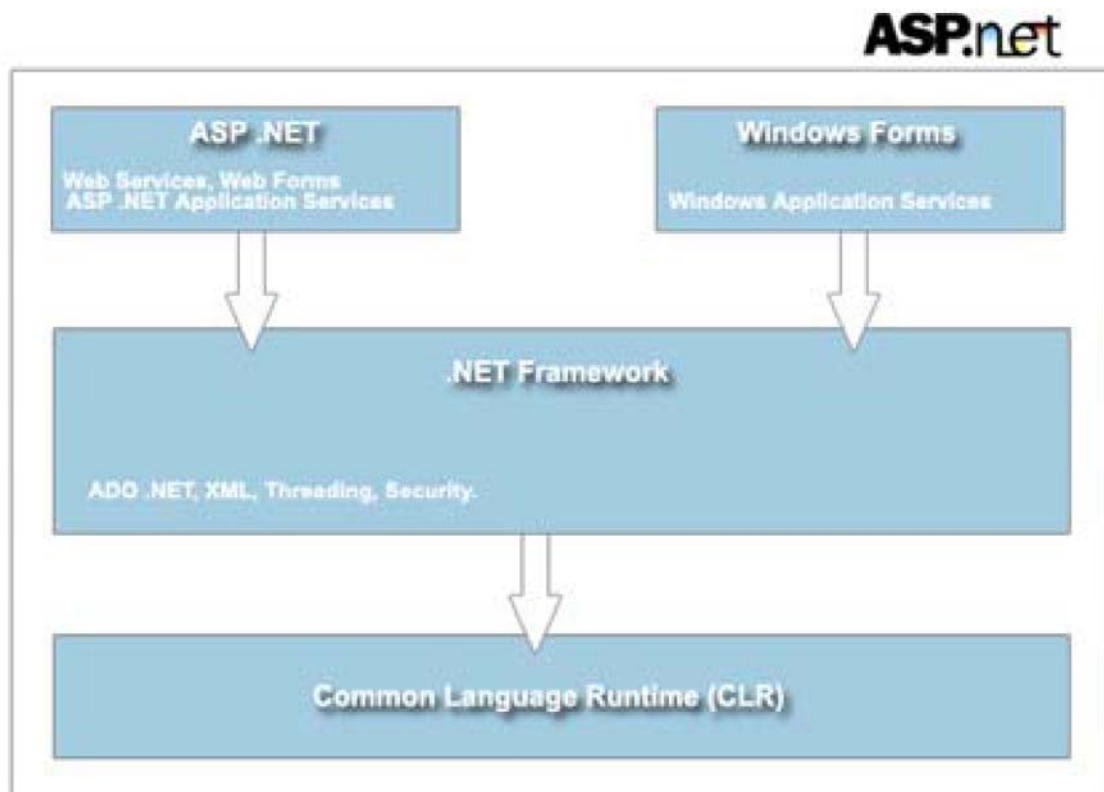 ASP.net
ASP .NET
Web Services, Web Forms
ASP .NET Application Services
Windows Forms
Windows Application Services
.NET Framework
ADO .NET, XML, Threading, Security.
Common Language Runtime (CLR)